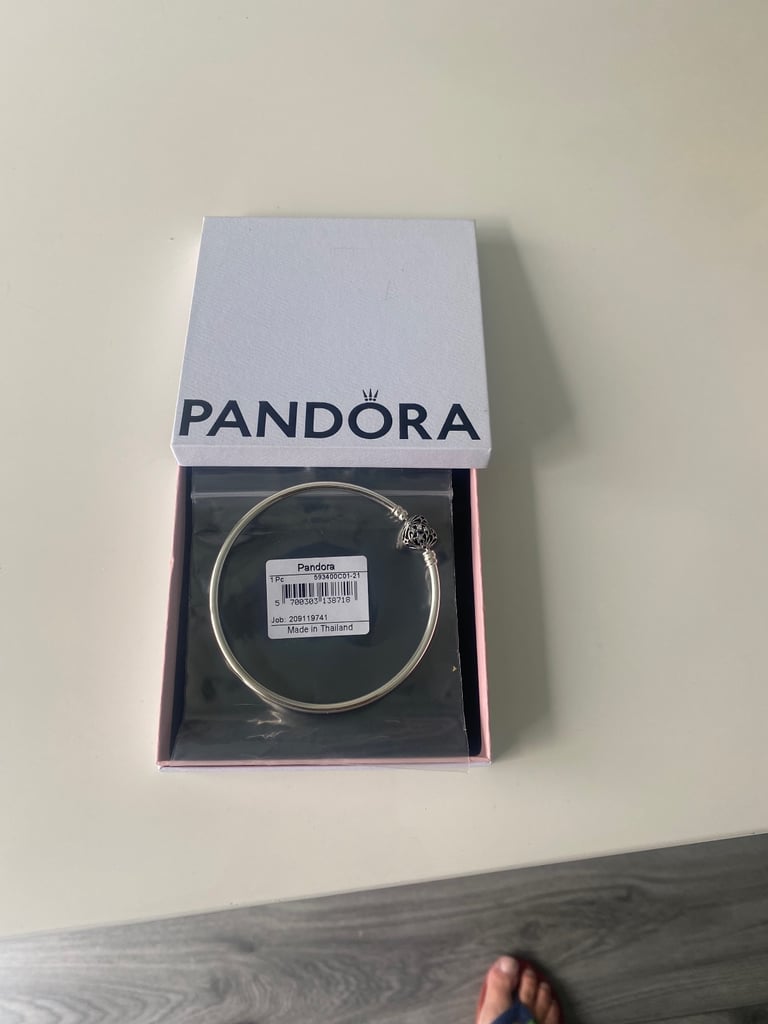 PANDORA
Pandora
1 Pc 593400C01-21
5 700303 138718
Job: 209119741
Made in Thailand